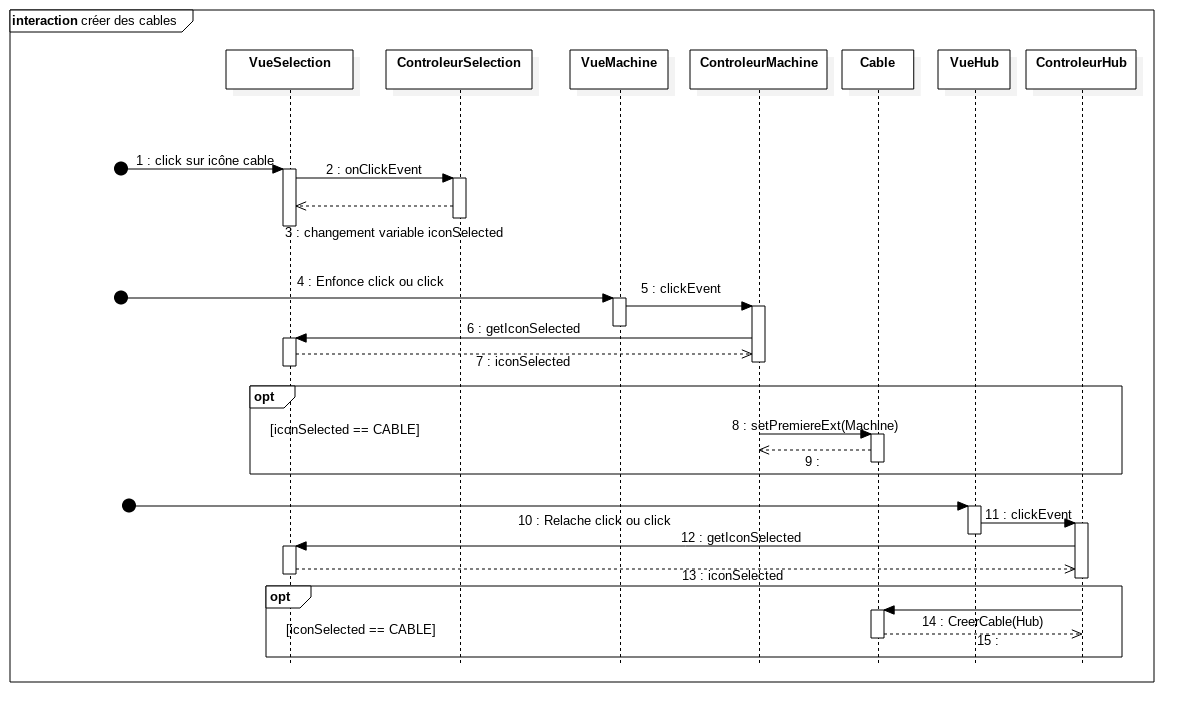 interaction créer des cables
VueSelection
ControleurSelection
VueMachine
ControleurMachine
Cable
VueHub
ControleurHub
1 : click sur icône cable
2 : onClickEvent
3 : changement variable iconSelected
4 : Enfonce click ou click
5 : clickEvent
6 : getIconSelected
7 : iconSelected
opt
[iconSelected == CABLE]
8 : setPremiereExt(Machine)
9 :
10 : Relache click ou click
11 : clickEvent
12 : getIconSelected
13 : iconSelected
opt
[iconSelected == CABLE]
14 : CreerCable(Hub)
15 :